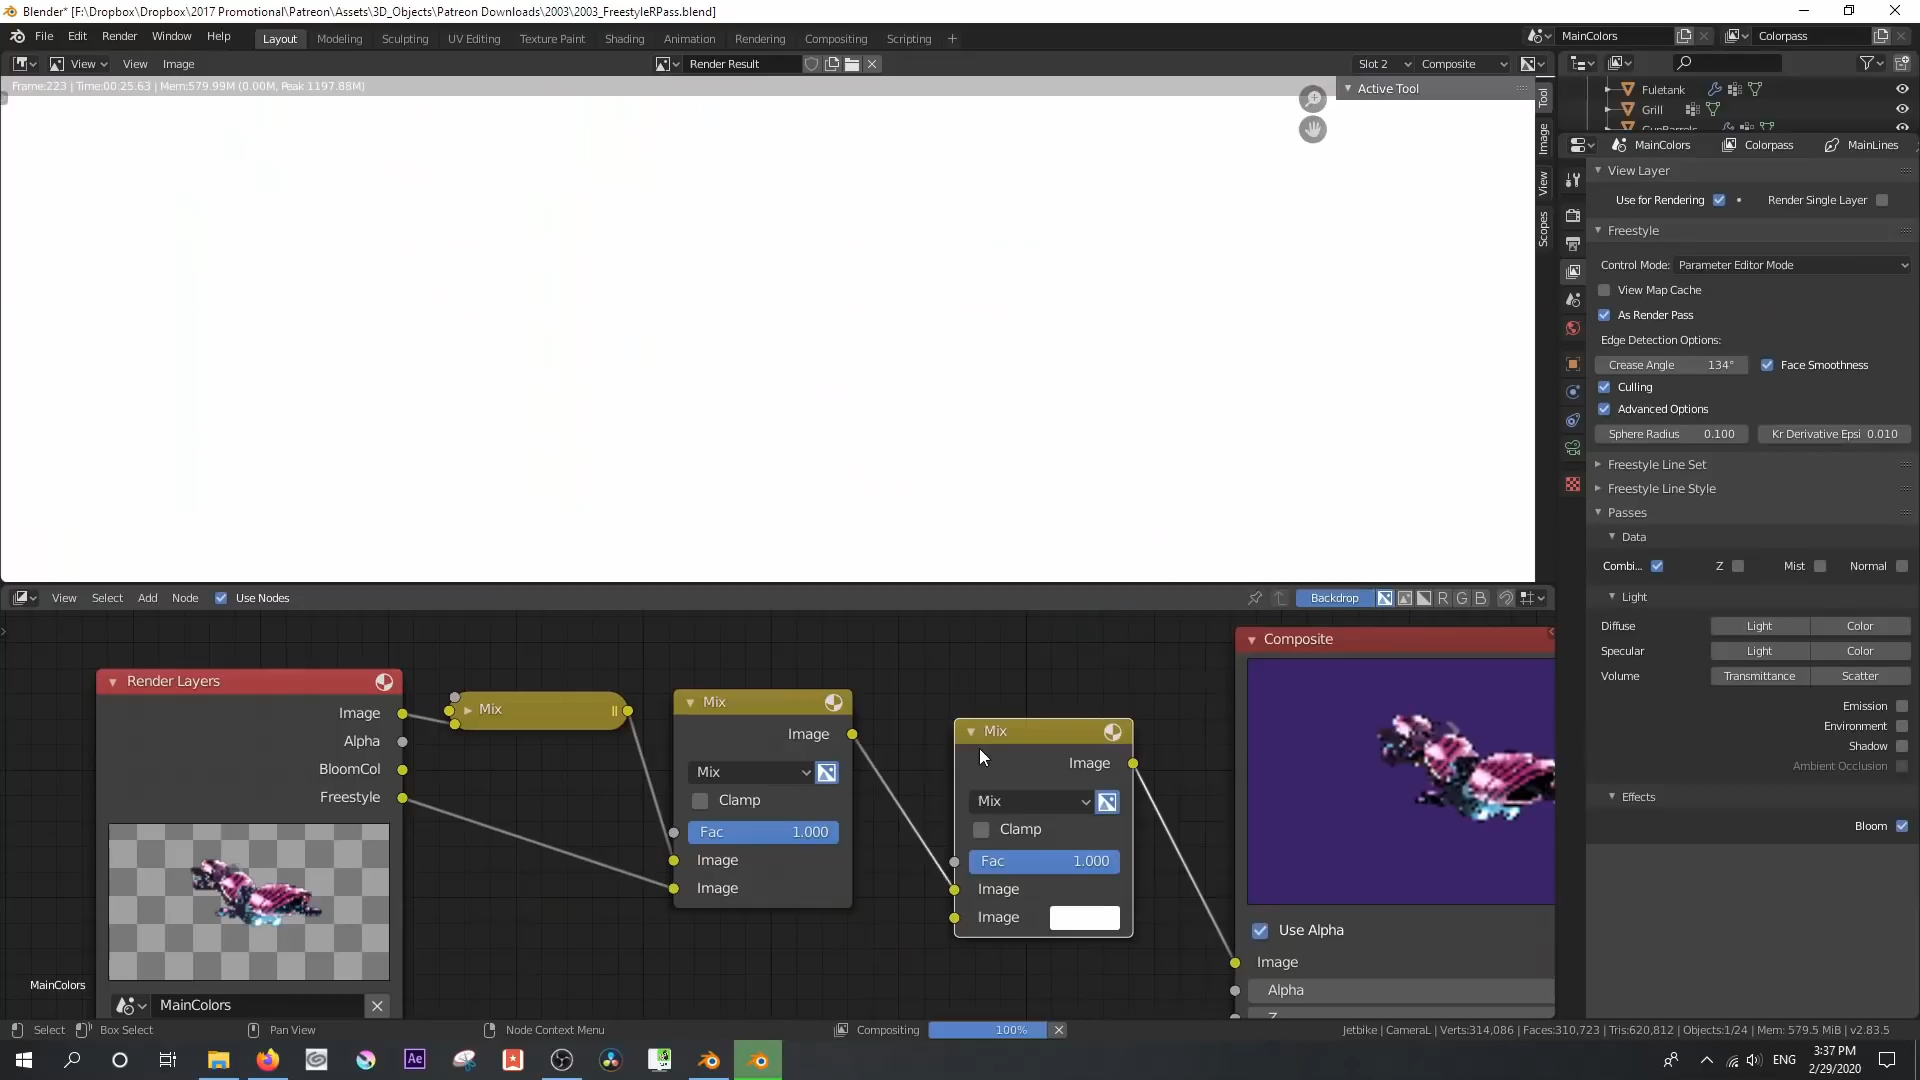 Blender* [F:\Dropbox\Dropbox\2017 Promotional\Patreon\Assets\3D_Objects\Patreon Downloads\2003\2003_FreestyleRPass.blend]
File Edit Render Window Help Layout Modeling Sculpting UV Editing Texture Paint Shading Animation Rendering Compositing Scripting + MainColors Colorpass
View View Image Render Result Slot 2 Composite
Frame:223 | Time:00:25.63 | Mem:579.99M (0.00M, Peak 1197.88M)
Active Tool
Tool
Image
View
Scopes
Fueltank
Grill
GunBarrels
MainColors Colorpass MainLines
View Layer
Use for Rendering Render Single Layer
Freestyle
Control Mode: Parameter Editor Mode
View Map Cache
As Render Pass
Edge Detection Options:
Crease Angle 134° Face Smoothness
Culling
Advanced Options
Sphere Radius 0.100 Kr Derivative Epsi 0.010
Freestyle Line Set
Freestyle Line Style
Passes
Data
Combi... Z Mist Normal
Light
Diffuse Light Color
Specular Light Color
Volume Transmittance Scatter
Emission
Environment
Shadow
Ambient Occlusion
Effects
Bloom
View Select Add Node Use Nodes Backdrop R G B
Render Layers
Image
Alpha
BloomCol
Freestyle
MainColors
MainColors
Mix
Mix
Image
Mix
Clamp
Fac 1.000
Image
Image
Mix
Image
Mix
Clamp
Fac 1.000
Image
Image
Composite
Use Alpha
Image
Alpha
Z
Select Box Select Pan View Node Context Menu Compositing 100% Jetbike | CameraL | Verts:314,086 | Faces:310,723 | Tris:620,812 | Objects:1/24 | Mem: 579.5 MiB | v2.83.5
Ae ENG 3:37 PM
2/29/2020